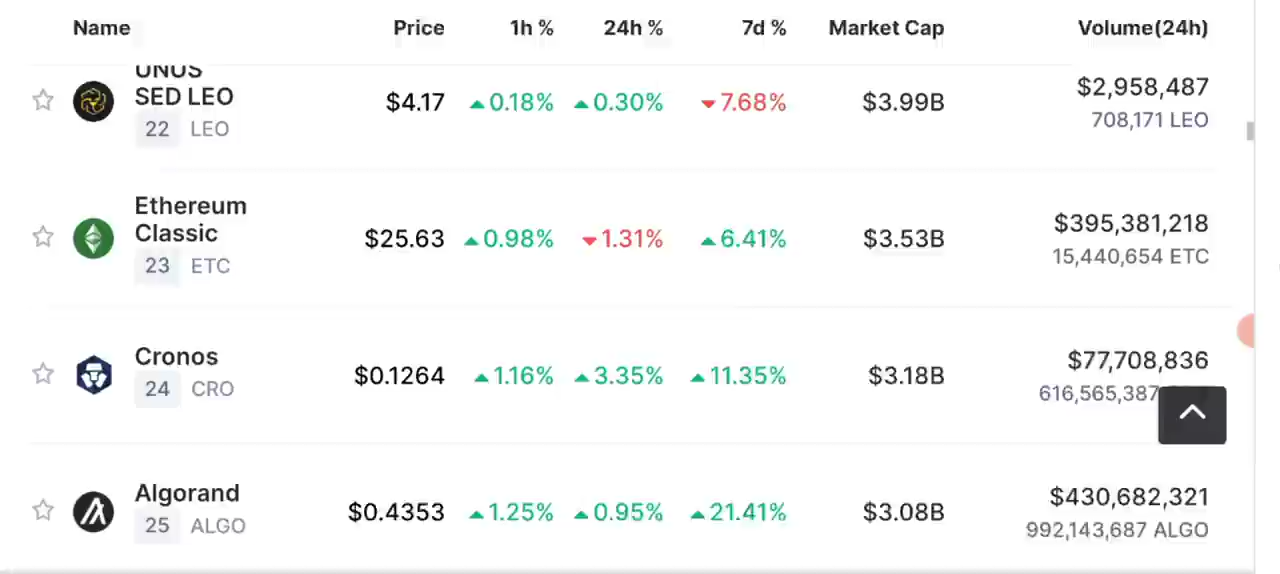 Name Price 1h % 24h % 7d % Market Cap Volume(24h)
UNUS
SED LEO $4.17 0.18% 0.30% 7.68% $3.99B $2,958,487
22 LEO 708,171 LEO
Ethereum
Classic $25.63 0.98% 1.31% 6.41% $3.53B $395,381,218
23 ETC 15,440,654 ETC
Cronos $0.1264 1.16% 3.35% 11.35% $3.18B $77,708,836
24 CRO 616,565,387
Algorand $0.4353 1.25% 0.95% 21.41% $3.08B $430,682,321
25 ALGO 992,143,687 ALGO